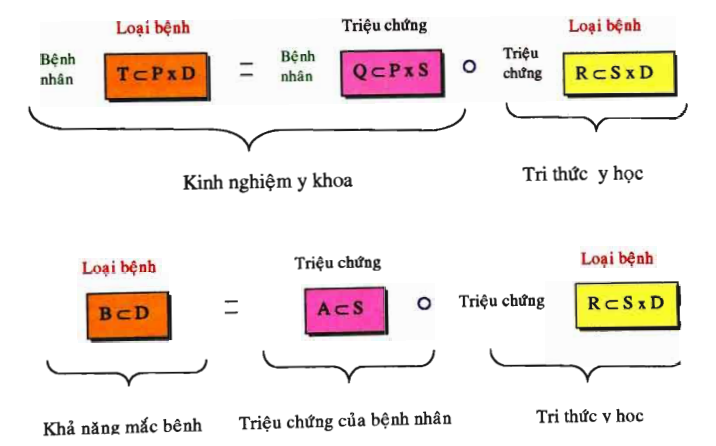 Loại bệnh Triệu chứng Loại bệnh
Bệnh nhân T ⊂ P x D = Bệnh nhân Q ⊂ P x S o Triệu chứng R ⊂ S x D
Kinh nghiệm y khoa Tri thức y học
Loại bệnh Triệu chứng Loại bệnh
B ⊂ D = A ⊂ S o Triệu chứng R ⊂ S x D
Khả năng mắc bệnh Triệu chứng của bệnh nhân Tri thức y học